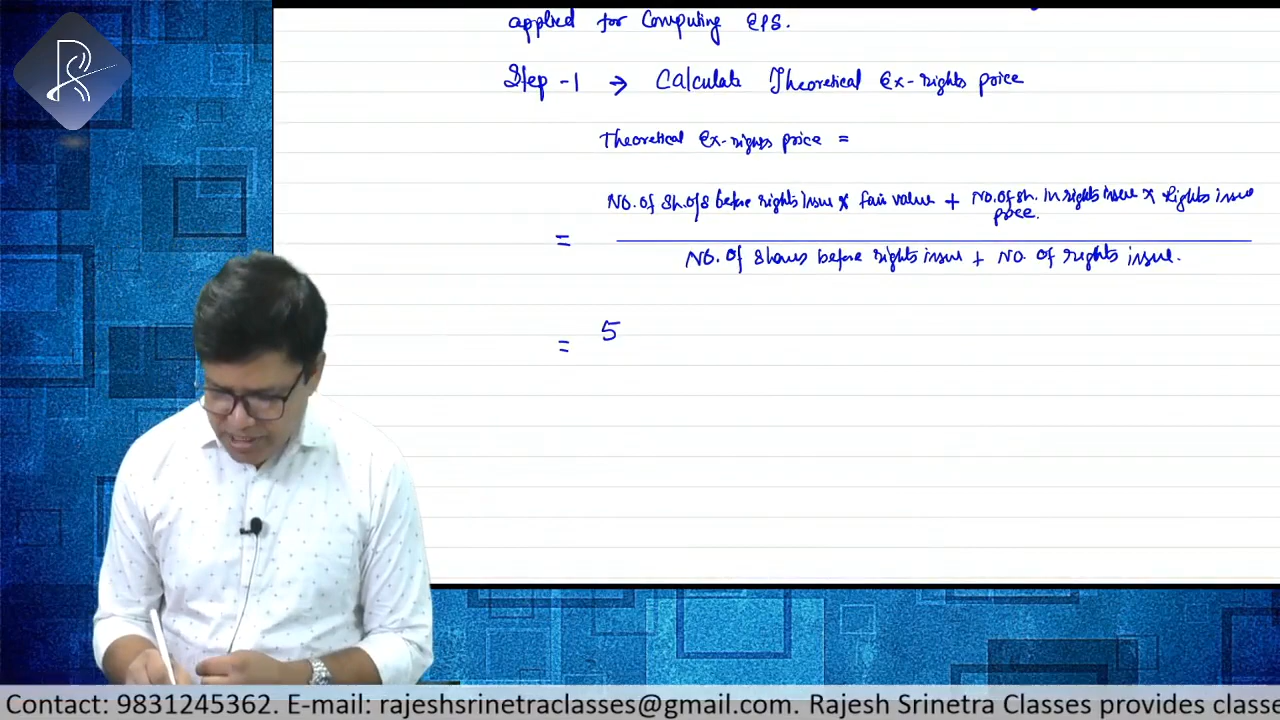 applied for Computing EPS.
Step -1 → Calculate Theoretical Ex-rights price
Theoretical Ex-rights price =
No. of Sh. o/s before rights issue x fair value + No. of sh. in rights issue x Rights issue
price.
=
No. of shares before rights issue + No. of rights issue.
= 5
RS
Contact: 9831245362. E-mail: rajeshsrinetraclasses@gmail.com. Rajesh Srinetra Classes provides classe